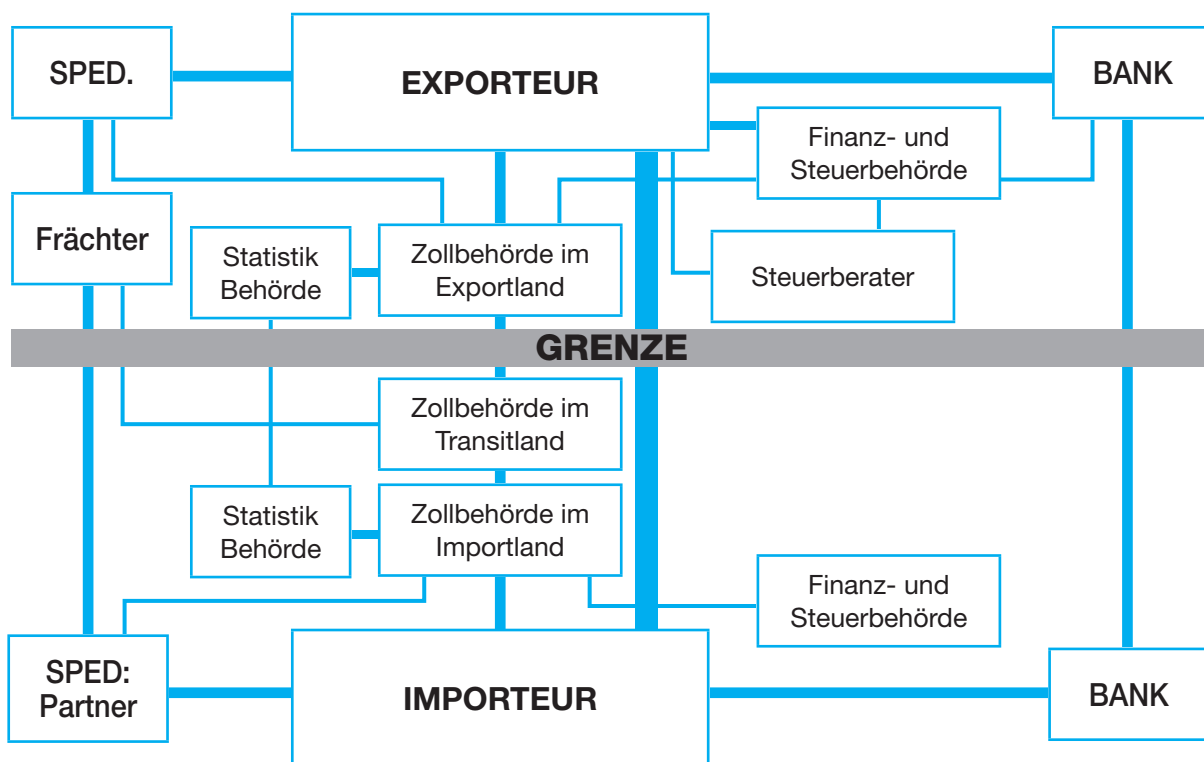 SPED.
EXPORTEUR
BANK
Finanz- und
Steuerbehörde
Frächter
Statistik
Behörde
Zollbehörde im
Exportland
Steuerberater
GRENZE
Zollbehörde im
Transitland
Statistik
Behörde
Zollbehörde im
Importland
Finanz- und
Steuerbehörde
SPED:
Partner
IMPORTEUR
BANK